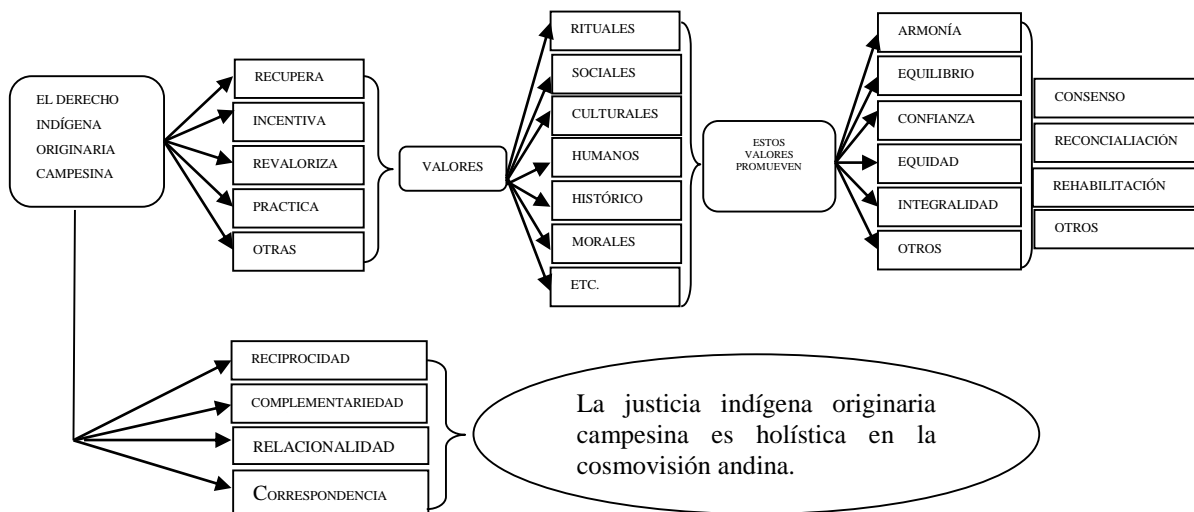 EL DERECHO
INDÍGENA
ORIGINARIA
CAMPESINA
RECUPERA
INCENTIVA
REVALORIZA
PRACTICA
OTRAS
VALORES
RITUALES
SOCIALES
CULTURALES
HUMANOS
HISTÓRICO
MORALES
ETC.
ESTOS
VALORES
PROMUEVEN
ARMONÍA
EQUILIBRIO
CONFIANZA
EQUIDAD
INTEGRALIDAD
OTROS
CONSENSO
RECONCIALIACIÓN
REHABILITACIÓN
OTROS
RECIPROCIDAD
COMPLEMENTARIEDAD
RELACIONALIDAD
CORRESPONDENCIA
La justicia indígena originaria
campesina es holística en la
cosmovisión andina.